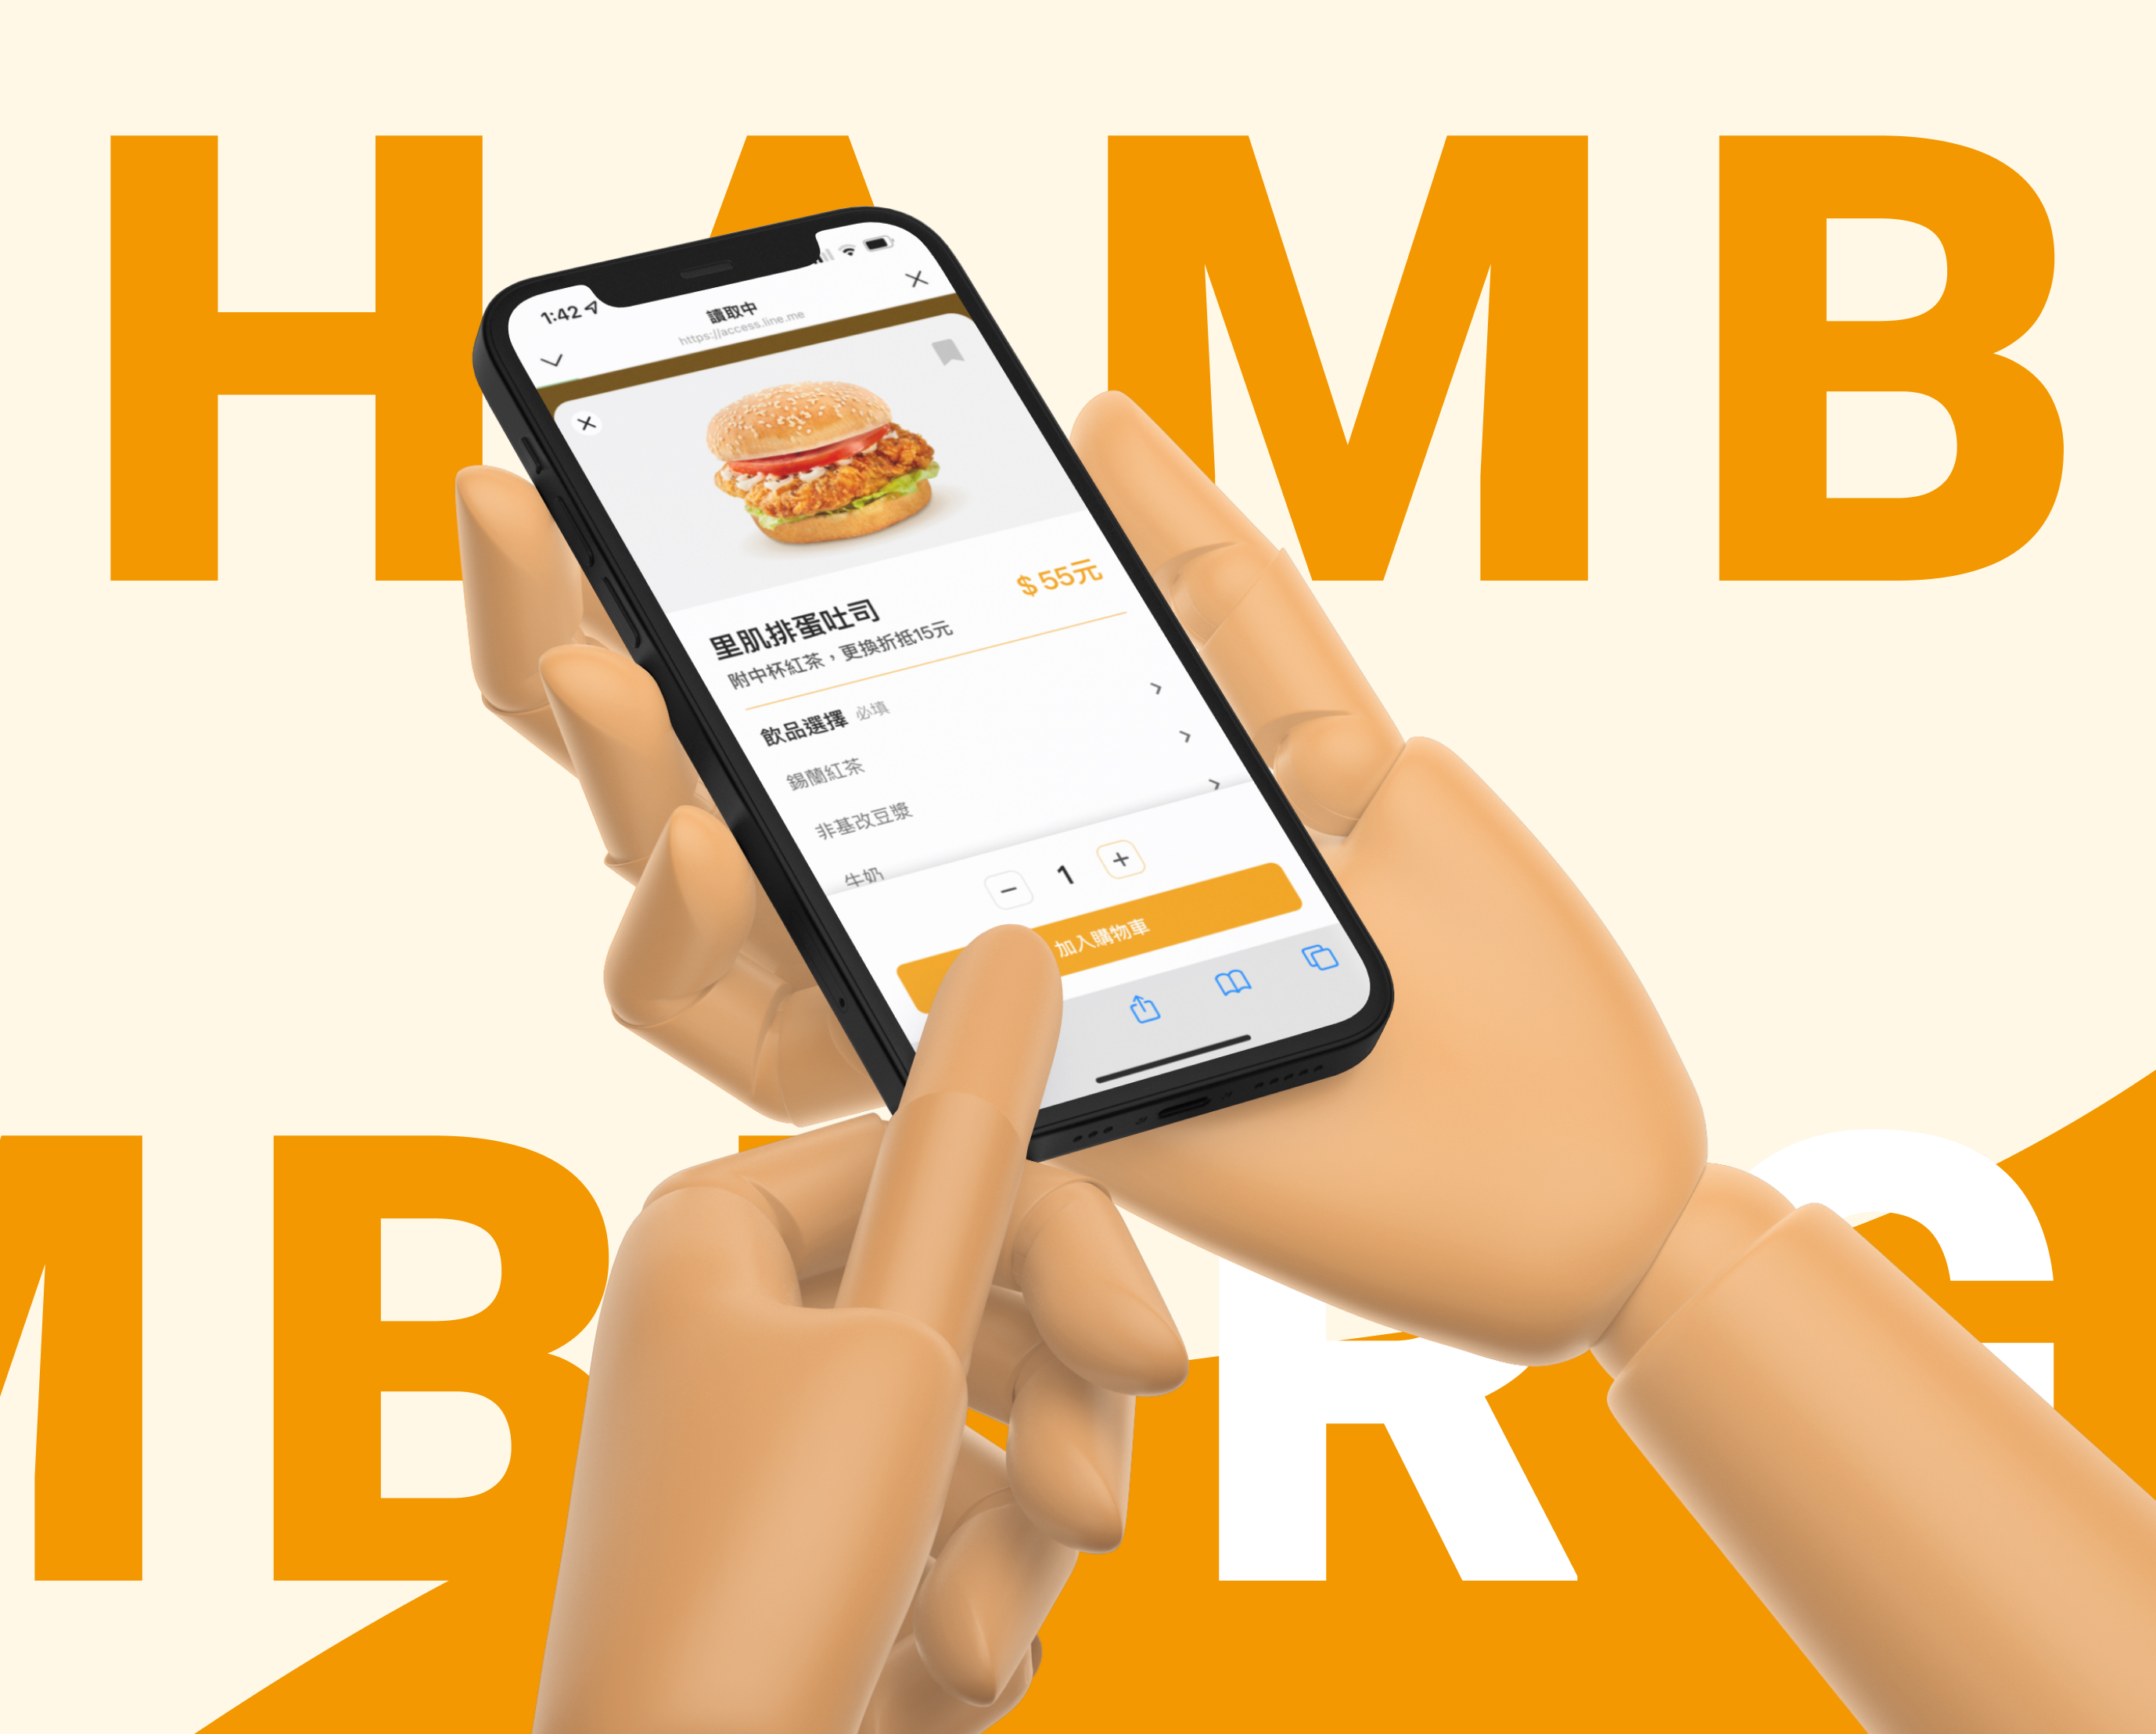 HAMB
1:42
讀取中
https://access.line.me
$ 55元
里肌排蛋吐司
附中杯紅茶，更換折抵15元
飲品選擇 必填
錫蘭紅茶
非基改豆漿
牛奶
1
加入購物車
MB RG